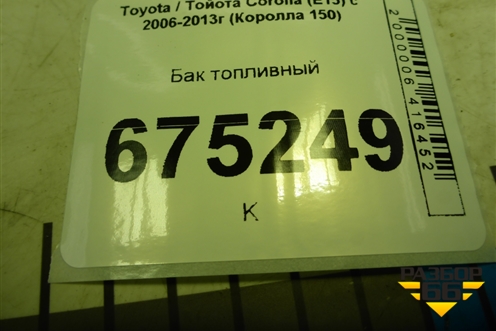 Toyota / Тойота Corolla (E15) с
2006-2013г (Королла 150)
Бак топливный
675249
К
2000006416452
РАЗБОР
66